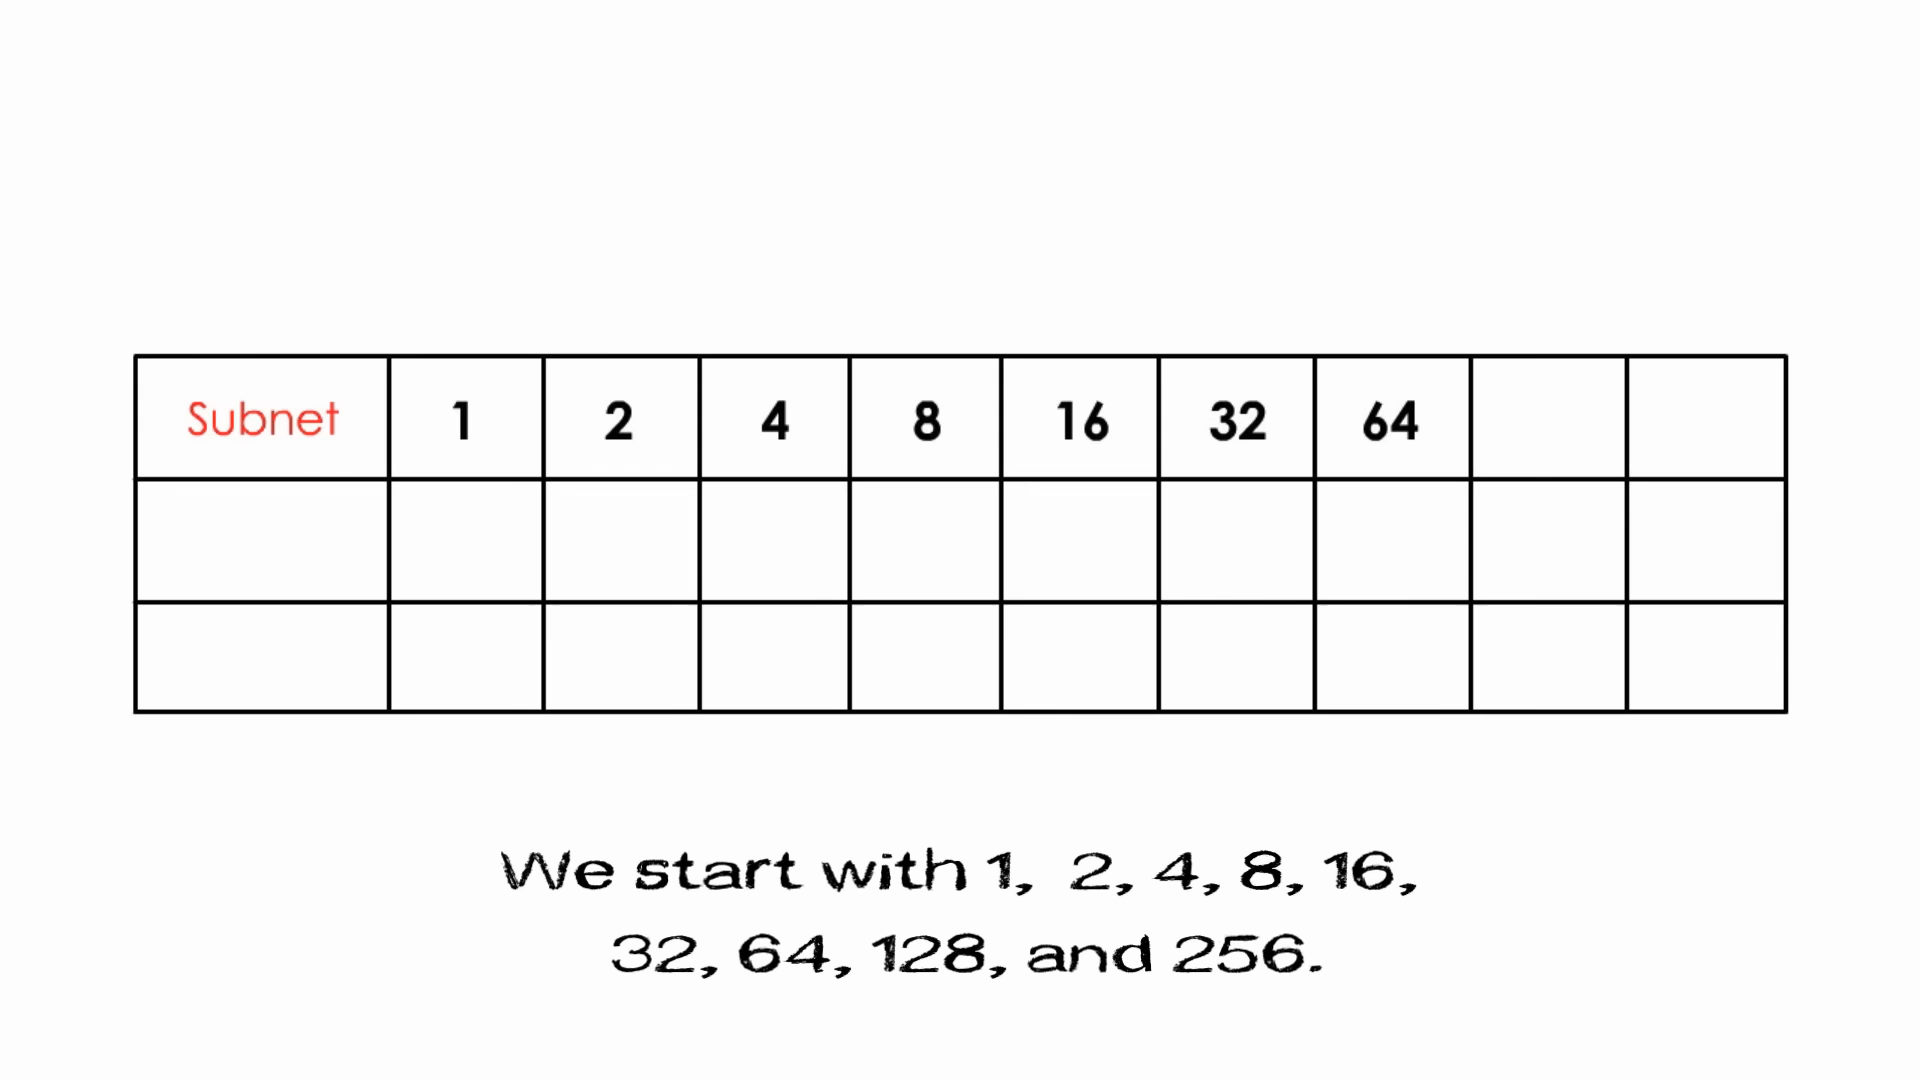 Subnet 1 2 4 8 16 32 64
We start with 1, 2, 4, 8, 16,
32, 64, 128, and 256.